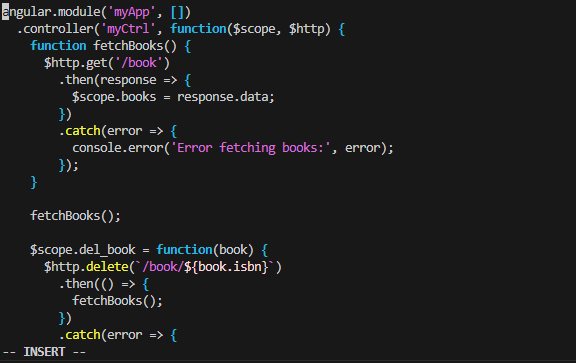 angular.module('myApp', [])
  .controller('myCtrl', function($scope, $http) {
    function fetchBooks() {
      $http.get('/book')
        .then(response => {
          $scope.books = response.data;
        })
        .catch(error => {
          console.error('Error fetching books:', error);
        });
    }

    fetchBooks();

    $scope.del_book = function(book) {
      $http.delete(`/book/${book.isbn}`)
        .then(() => {
          fetchBooks();
        })
        .catch(error => {
-- INSERT --